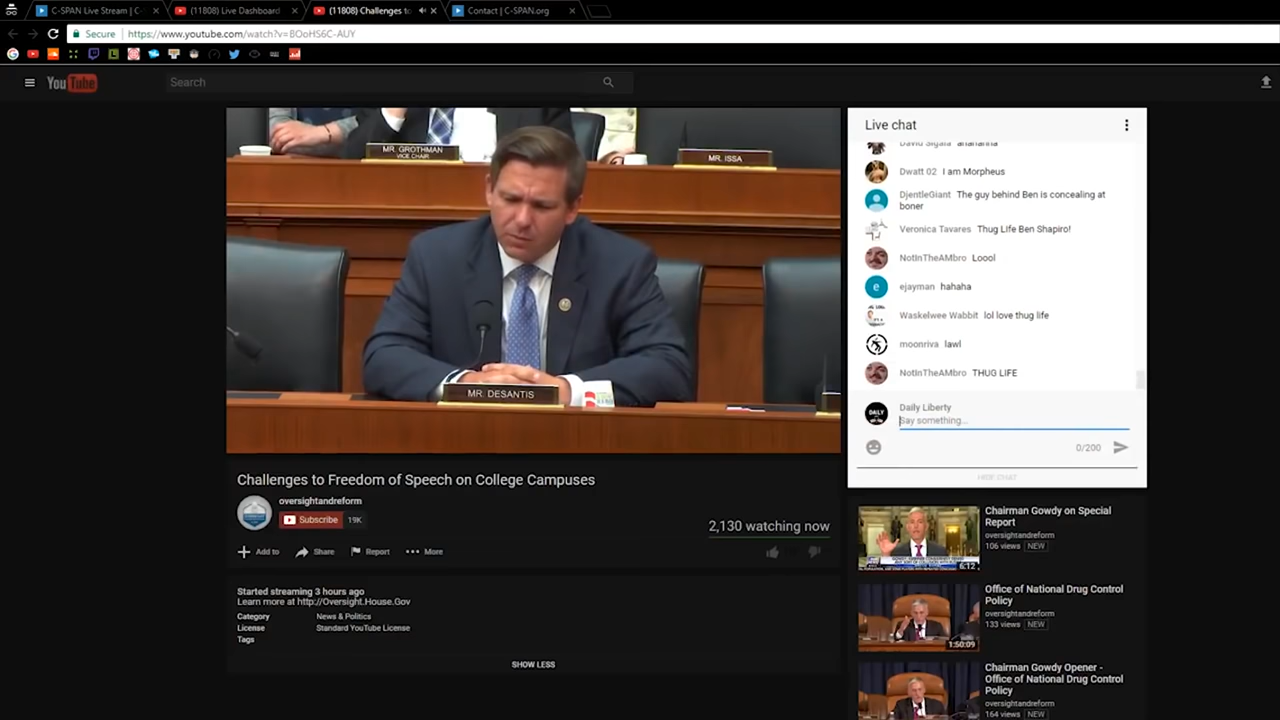 C-SPAN Live Stream | C-
(11808) Live Dashboard
(11808) Challenges to
Contact | C-SPAN.org
Secure
https://www.youtube.com/watch?v=BOoHS6C-AUY
YouTube
Search
MR. GROTHMAN
VICE CHAIR
MR. ISSA
MR. DESANTIS
Challenges to Freedom of Speech on College Campuses
oversightandreform
Subscribe 19K
2,130 watching now
Add to
Share
Report
More
Started streaming 3 hours ago
Learn more at http://Oversight.House.Gov
Category News & Politics
License Standard YouTube License
Tags
SHOW LESS
Live chat
David Sigala ahahahha
Dwatt 02 I am Morpheus
DjentleGiant The guy behind Ben is concealing at
boner
Veronica Tavares Thug LIfe Ben Shapiro!
NotInTheAMbro Loool
ejayman hahaha
Waskelwee Wabbit lol love thug life
moonriva lawl
NotInTheAMbro THUG LIFE
Daily Liberty
Say something...
0/200
HIDE CHAT
Chairman Gowdy on Special
Report
oversightandreform
106 views NEW
6:12
Office of National Drug Control
Policy
oversightandreform
133 views NEW
1:50:09
Chairman Gowdy Opener -
Office of National Drug Control
Policy
oversightandreform
164 views NEW